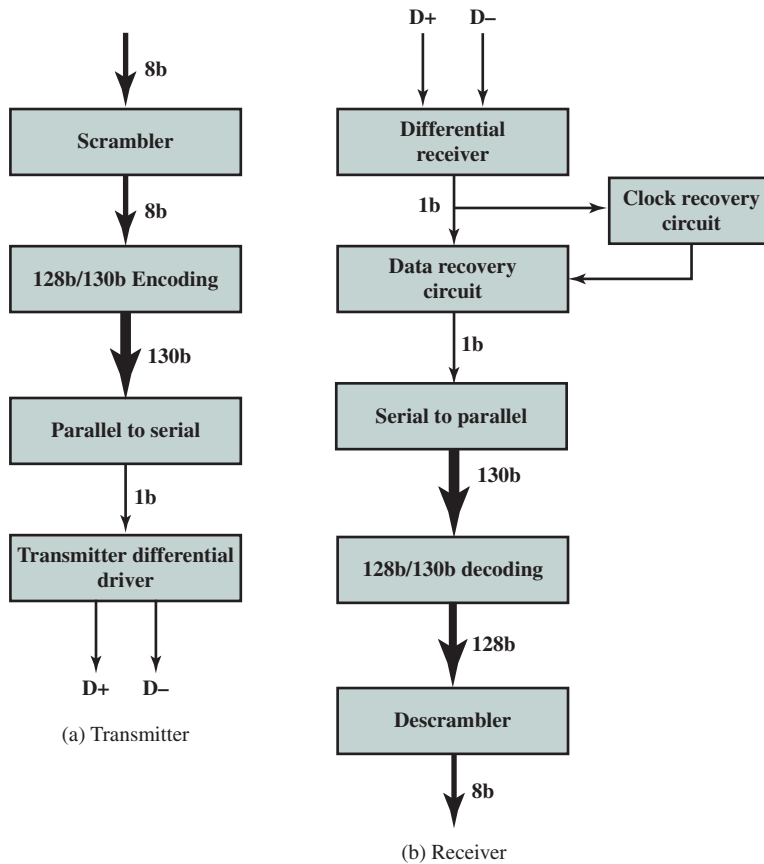 8b
Scrambler
8b
128b/130b Encoding
130b
Parallel to serial
1b
Transmitter differential
driver
D+ D–
(a) Transmitter
D+ D–
Differential
receiver
1b
Clock recovery
circuit
Data recovery
circuit
1b
Serial to parallel
130b
128b/130b decoding
128b
Descrambler
8b
(b) Receiver